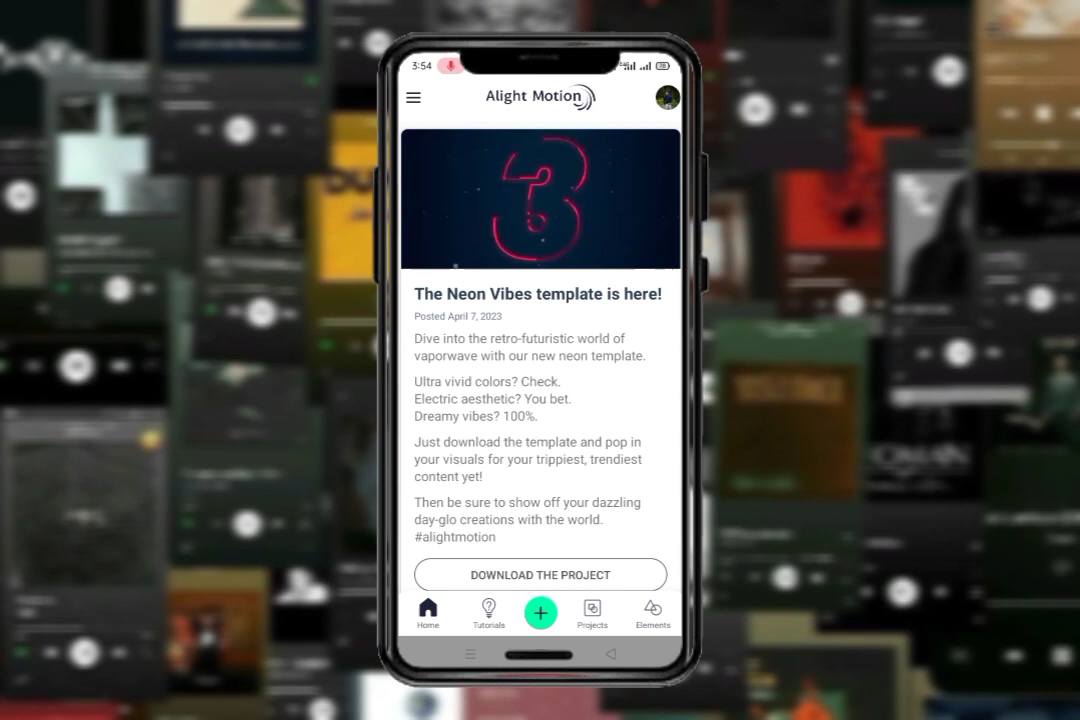 3:54
28
Alight Motion
3
The Neon Vibes template is here!
Posted April 7, 2023
Dive into the retro-futuristic world of
vaporwave with our new neon template.
Ultra vivid colors? Check.
Electric aesthetic? You bet.
Dreamy vibes? 100%.
Just download the template and pop in
your visuals for your trippiest, trendiest
content yet!
Then be sure to show off your dazzling
day-glo creations with the world.
#alightmotion
DOWNLOAD THE PROJECT
Home Tutorials Projects Elements